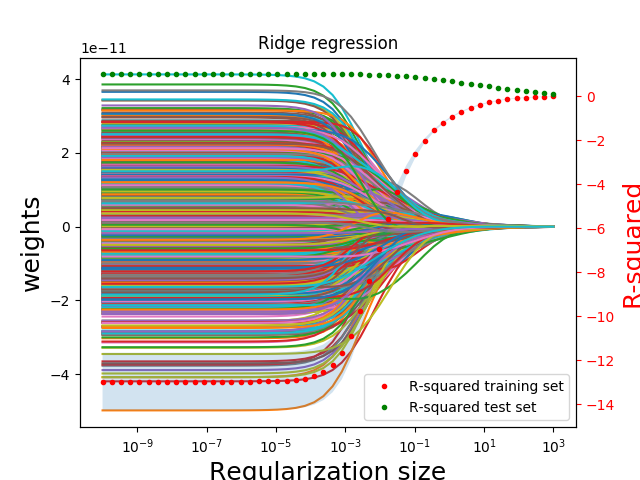 Ridge regression
1e−11
4
2
0
−2
−4
weights
0
−2
−4
−6
−8
−10
−12
−14
R-squared
R-squared training set
R-squared test set
10⁻⁹ 10⁻⁷ 10⁻⁵ 10⁻³ 10⁻¹ 10¹ 10³
Regularization size